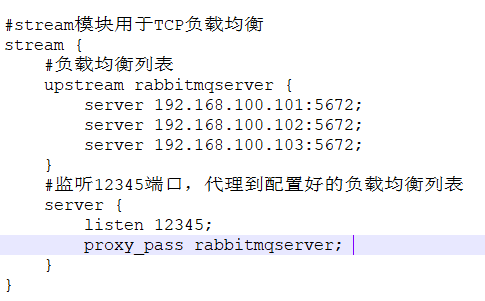 #stream模块用于TCP负载均衡
stream {
    #负载均衡列表
    upstream rabbitmqserver {
        server 192.168.100.101:5672;
        server 192.168.100.102:5672;
        server 192.168.100.103:5672;
    }
    #监听12345端口，代理到配置好的负载均衡列表
    server {
        listen 12345;
        proxy_pass rabbitmqserver;
    }
}